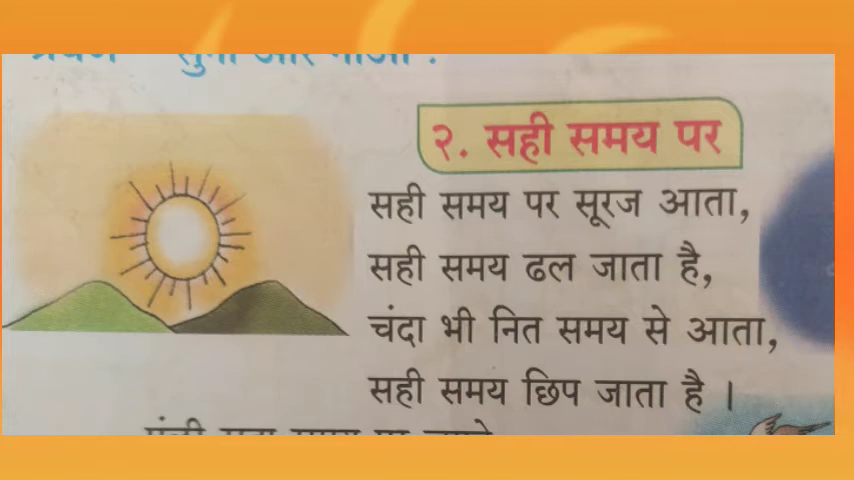 २. सही समय पर
सही समय पर सूरज आता,
सही समय ढल जाता है,
चंदा भी नित समय से आता,
सही समय छिप जाता है ।